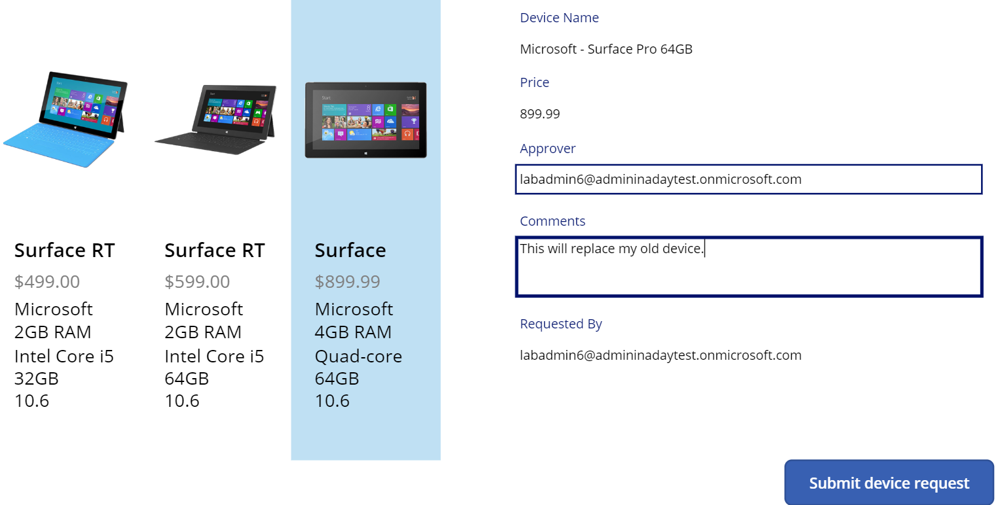 Surface RT
$499.00
Microsoft
2GB RAM
Intel Core i5
32GB
10.6
Surface RT
$599.00
Microsoft
2GB RAM
Intel Core i5
64GB
10.6
Start
Surface
$899.99
Microsoft
4GB RAM
Quad-core
64GB
10.6
Device Name
Microsoft - Surface Pro 64GB
Price
899.99
Approver
labadmin6@admininadaytest.onmicrosoft.com
Comments
This will replace my old device.
Requested By
labadmin6@admininadaytest.onmicrosoft.com
Submit device request